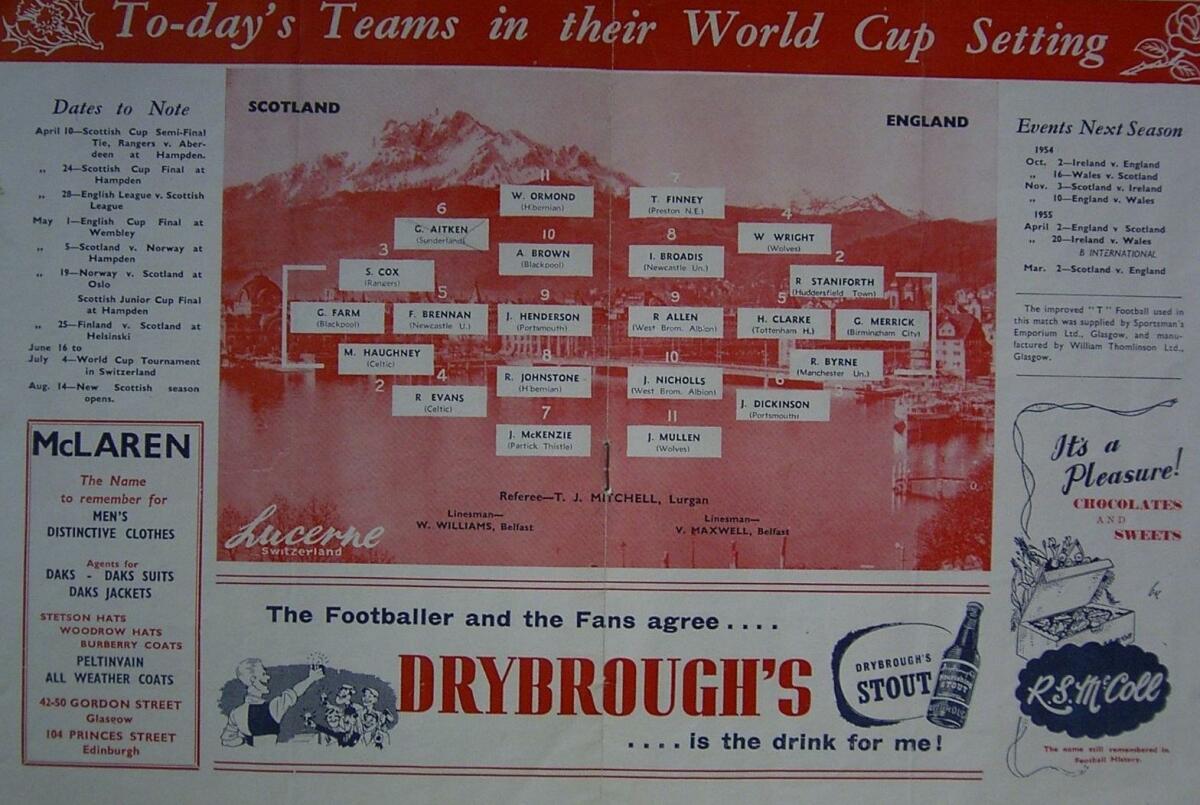 To-day's Teams in their World Cup Setting
Dates to Note
April 10—Scottish Cup Semi-Final
Tie, Rangers v. Aber-
deen at Hampden.
„ 24—Scottish Cup Final at
Hampden
„ 28—English League v. Scottish
League
May 1—English Cup Final at
Wembley
„ 5—Scotland v. Norway at
Hampden
„ 19—Norway v. Scotland at
Oslo
Scottish Junior Cup Final
at Hampden
„ 25—Finland v. Scotland at
Helsinki
June 16 to
July 4—World Cup Tournament
in Switzerland
Aug. 14—New Scottish season
opens.
McLAREN
The Name
to remember for
MEN'S
DISTINCTIVE CLOTHES
Agents for
DAKS - DAKS SUITS
DAKS JACKETS
STETSON HATS
WOODROW HATS
BURBERRY COATS
PELTINVAIN
ALL WEATHER COATS
42-50 GORDON STREET
Glasgow
104 PRINCES STREET
Edinburgh
SCOTLAND
11
W. ORMOND
(Hibernian)
6
G. AITKEN
(Sunderland)
10
A. BROWN
(Blackpool)
3
S. COX
(Rangers)
5
9
G. FARM
(Blackpool)
F. BRENNAN
(Newcastle U.)
J. HENDERSON
(Portsmouth)
M. HAUGHNEY
(Celtic)
2
4
R. EVANS
(Celtic)
8
R. JOHNSTONE
(Hibernian)
7
J. McKENZIE
(Partick Thistle)
ENGLAND
7
T. FINNEY
(Preston N.E.)
4
W. WRIGHT
(Wolves)
8
I. BROADIS
(Newcastle Un.)
2
R. STANIFORTH
(Huddersfield Town)
9
R. ALLEN
(West Brom. Albion)
5
H. CLARKE
(Tottenham H.)
G. MERRICK
(Birmingham City)
R. BYRNE
(Manchester Un.)
3
10
J. NICHOLLS
(West Brom. Albion)
6
J. DICKINSON
(Portsmouth)
11
J. MULLEN
(Wolves)
Referee—T. J. MITCHELL, Lurgan
Linesman—
W. WILLIAMS, Belfast
Linesman—
V. MAXWELL, Belfast
Lucerne
Switzerland
The Footballer and the Fans agree . . . .
DRYBROUGH'S
DRYBROUGH'S
STOUT
. . . . is the drink for me!
Events Next Season
1954
Oct. 2—Ireland v. England
„ 16—Wales v. Scotland
Nov. 3—Scotland v. Ireland
„ 10—England v. Wales
1955
April 2—England v Scotland
„ 20—Ireland v. Wales
B INTERNATIONAL
Mar. 2—Scotland v. England
The improved "T" Football used in
this match was supplied by Sportsman's
Emporium Ltd., Glasgow, and manu-
factured by William Thomlinson Ltd.,
Glasgow.
It's a
Pleasure!
CHOCOLATES
AND
SWEETS
by
R.S. McColl
The name still remembered in
Football History.